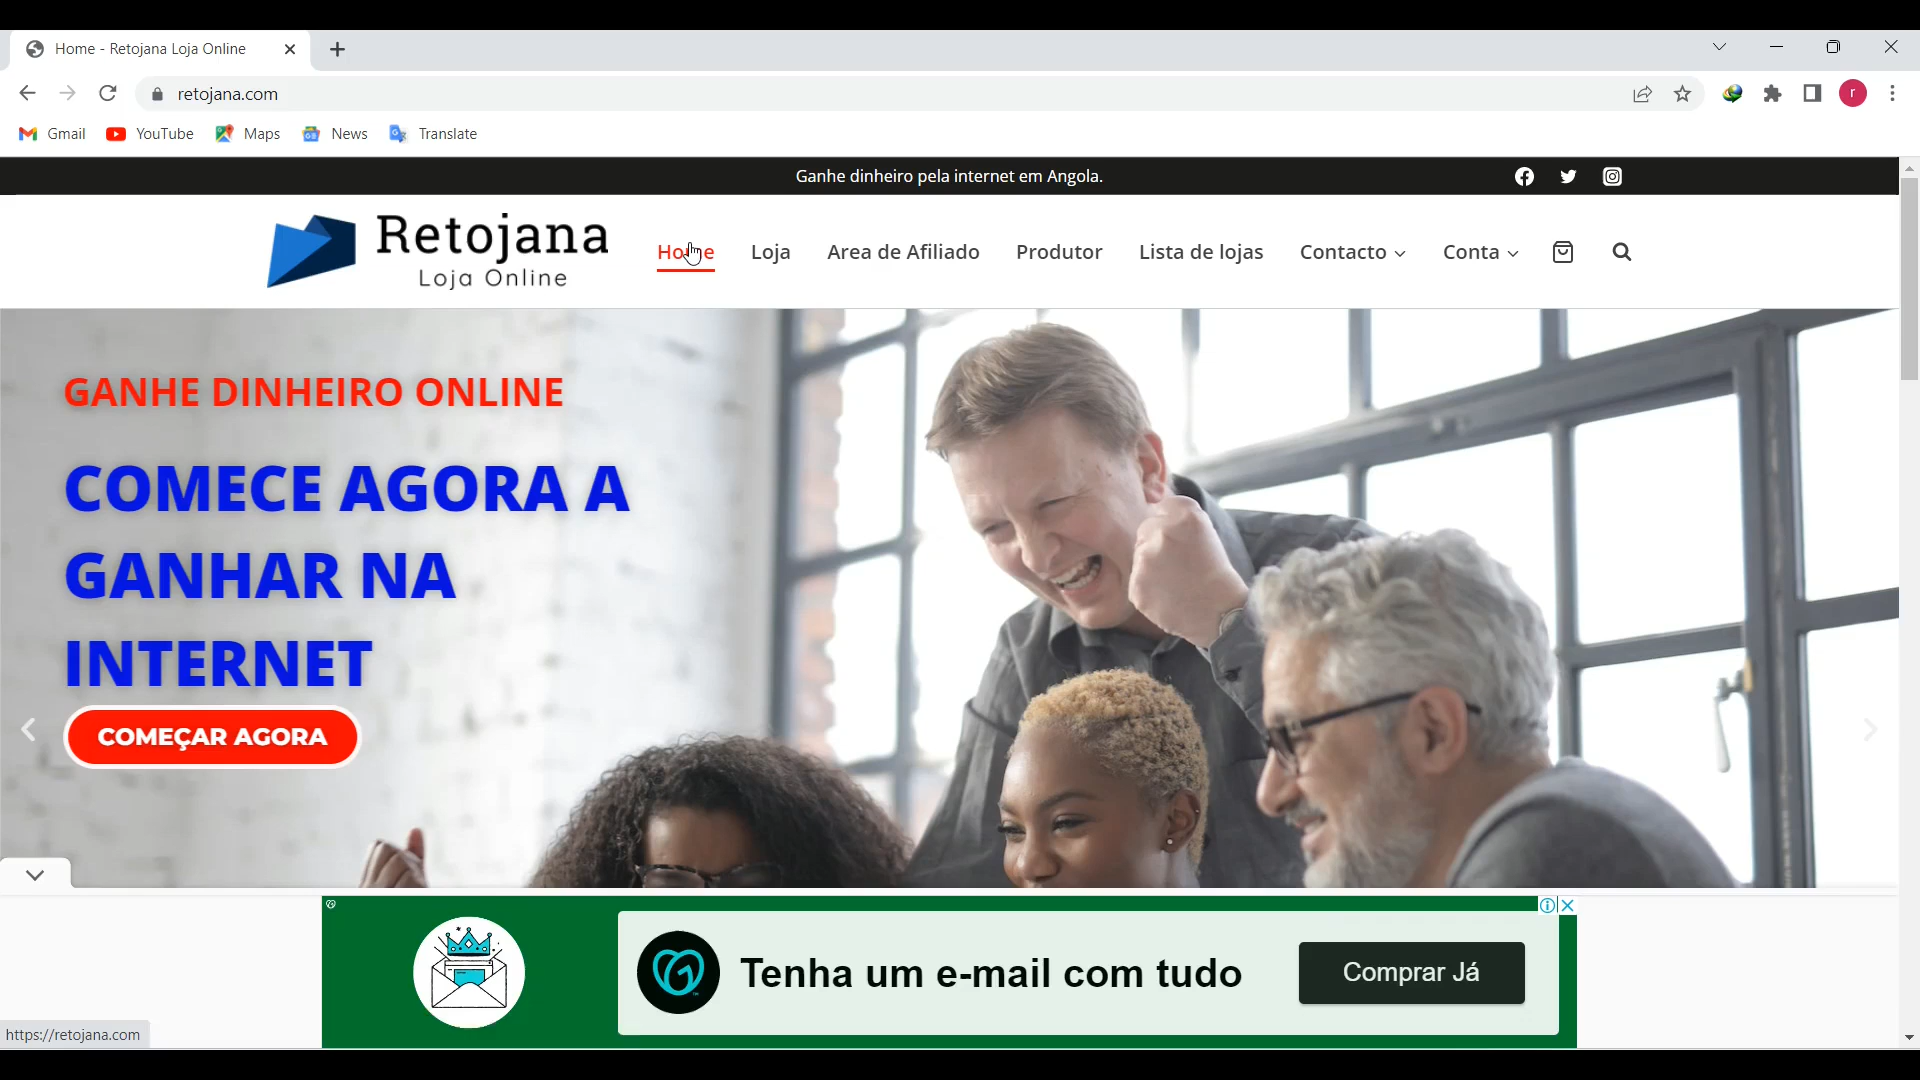 Home - Retojana Loja Online
retojana.com
r
Gmail YouTube Maps News Translate
Ganhe dinheiro pela internet em Angola.
Retojana
Loja Online
Home Loja Area de Afiliado Produtor Lista de lojas Contacto Conta
GANHE DINHEIRO ONLINE
COMECE AGORA A
GANHAR NA
INTERNET
COMEÇAR AGORA
Tenha um e-mail com tudo
Comprar Já
https://retojana.com